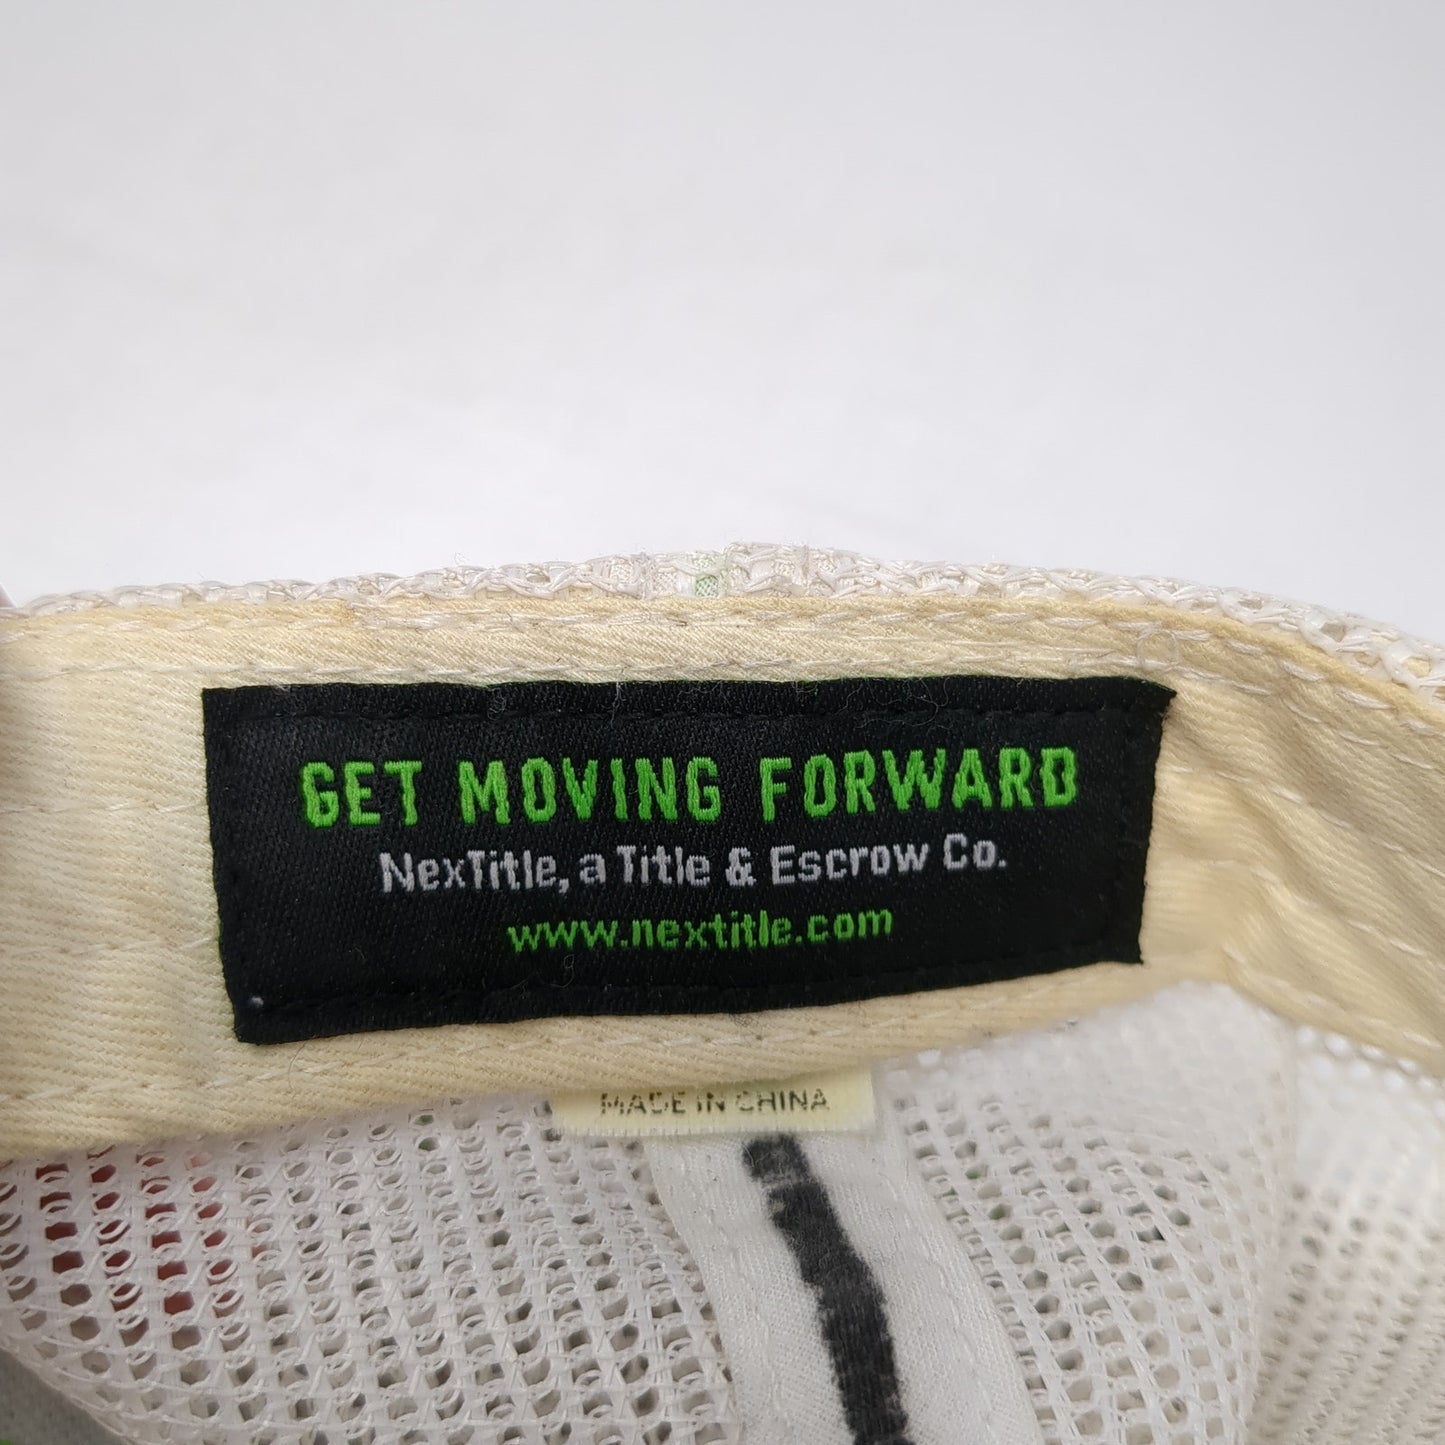 GET MOVING FORWARD
NexTitle, a Title & Escrow Co.
www.nextitle.com
MADE IN CHINA